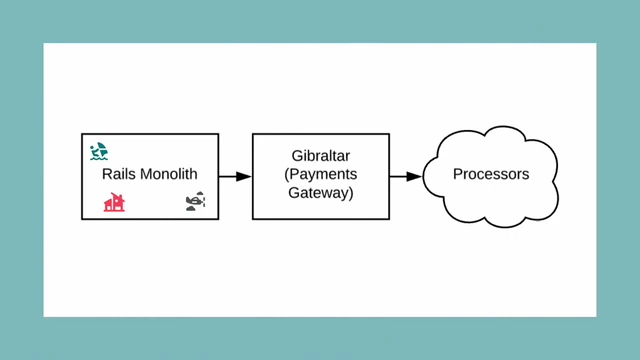 Rails Monolith
Gibraltar
(Payments
Gateway)
Processors